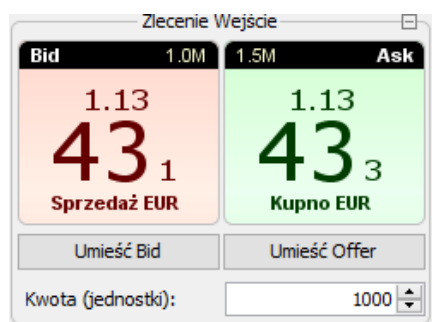 Zlecenie Wejście
Bid 1.0M 1.5M Ask
1.13 1.13
43 1 43 3
Sprzedaż EUR Kupno EUR
Umieść Bid Umieść Offer
Kwota (jednostki): 1000